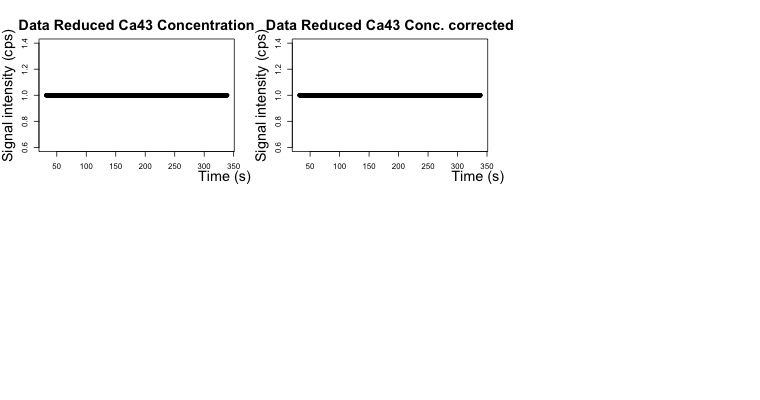 Data Reduced Ca43 Concentration
Signal intensity (cps)
1.4
1.2
1.0
0.8
0.6
50 100 150 200 250 300 350
Time (s)
Data Reduced Ca43 Conc. corrected
Signal intensity (cps)
1.4
1.2
1.0
0.8
0.6
50 100 150 200 250 300 350
Time (s)